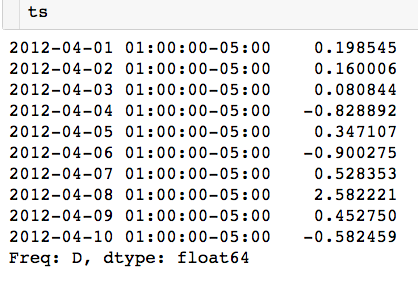 ts
2012-04-01 01:00:00-05:00    0.198545
2012-04-02 01:00:00-05:00    0.160006
2012-04-03 01:00:00-05:00    0.080844
2012-04-04 01:00:00-05:00   -0.828892
2012-04-05 01:00:00-05:00    0.347107
2012-04-06 01:00:00-05:00   -0.900275
2012-04-07 01:00:00-05:00    0.528353
2012-04-08 01:00:00-05:00    2.582221
2012-04-09 01:00:00-05:00    0.452750
2012-04-10 01:00:00-05:00   -0.582459
Freq: D, dtype: float64